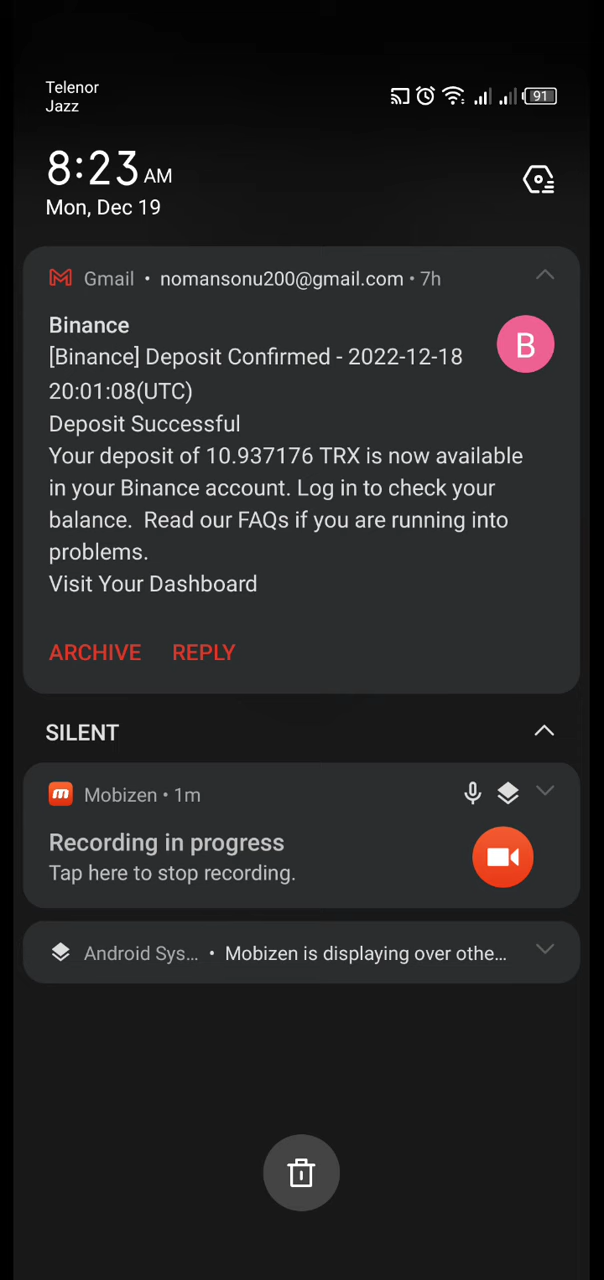 Telenor
Jazz
91
8:23 AM
Mon, Dec 19
Gmail • nomansonu200@gmail.com • 7h
Binance
[Binance] Deposit Confirmed - 2022-12-18
20:01:08(UTC)
B
Deposit Successful
Your deposit of 10.937176 TRX is now available
in your Binance account. Log in to check your
balance.  Read our FAQs if you are running into
problems.
Visit Your Dashboard
ARCHIVE REPLY
SILENT
m Mobizen • 1m
Recording in progress
Tap here to stop recording.
Android Sys... • Mobizen is displaying over othe...